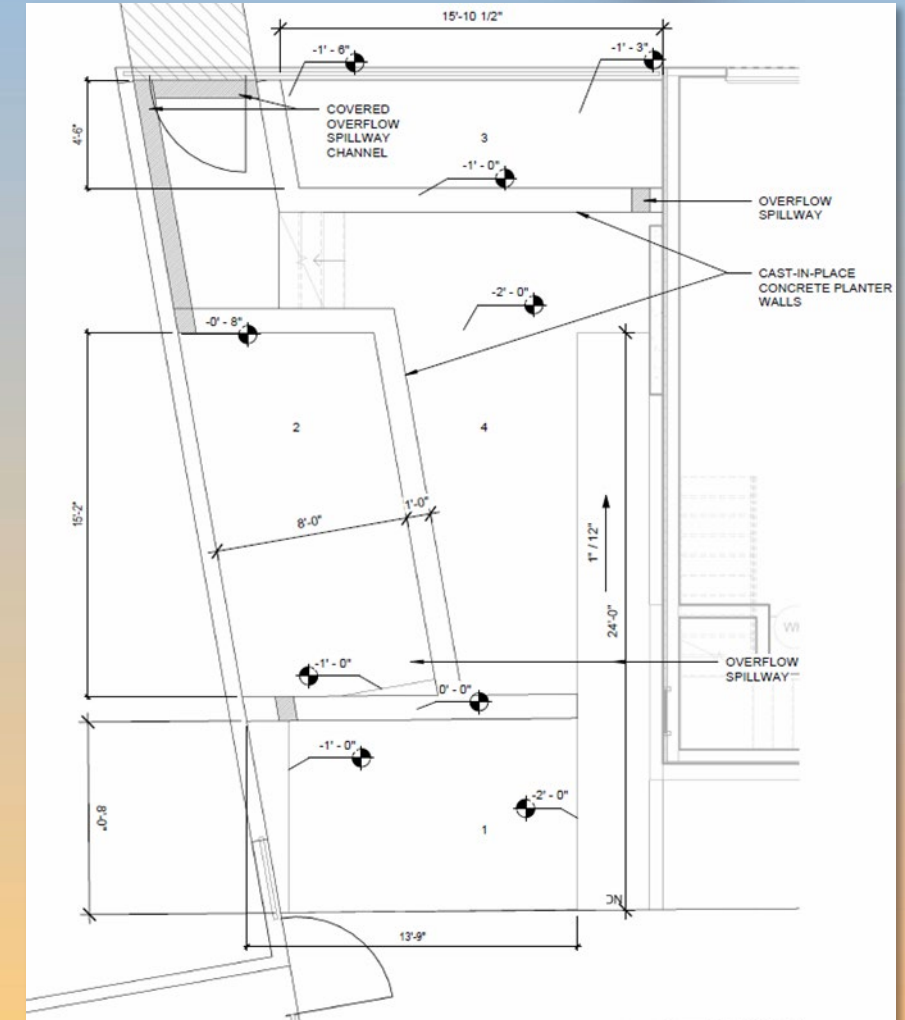 15'-10 1/2"
-1' - 6"
-1' - 3"
COVERED
OVERFLOW
SPILLWAY
CHANNEL
4'-6"
3
-1' - 0"
OVERFLOW
SPILLWAY
CAST-IN-PLACE
CONCRETE PLANTER
WALLS
-2' - 0"
-0' - 8"
2
4
15'-2"
8'-0"
1'-0"
1" / 12"
24'-0"
-1' - 0"
OVERFLOW
SPILLWAY
0' - 0"
-1' - 0"
-2' - 0"
8'-0"
1
DN
13'-9"